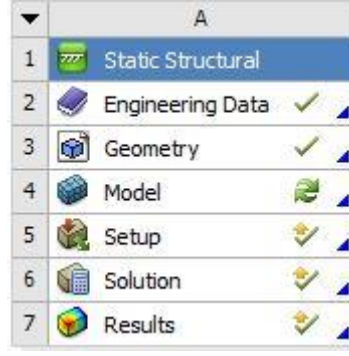 A
1 Static Structural
2 Engineering Data
3 Geometry
4 Model
5 Setup
6 Solution
7 Results